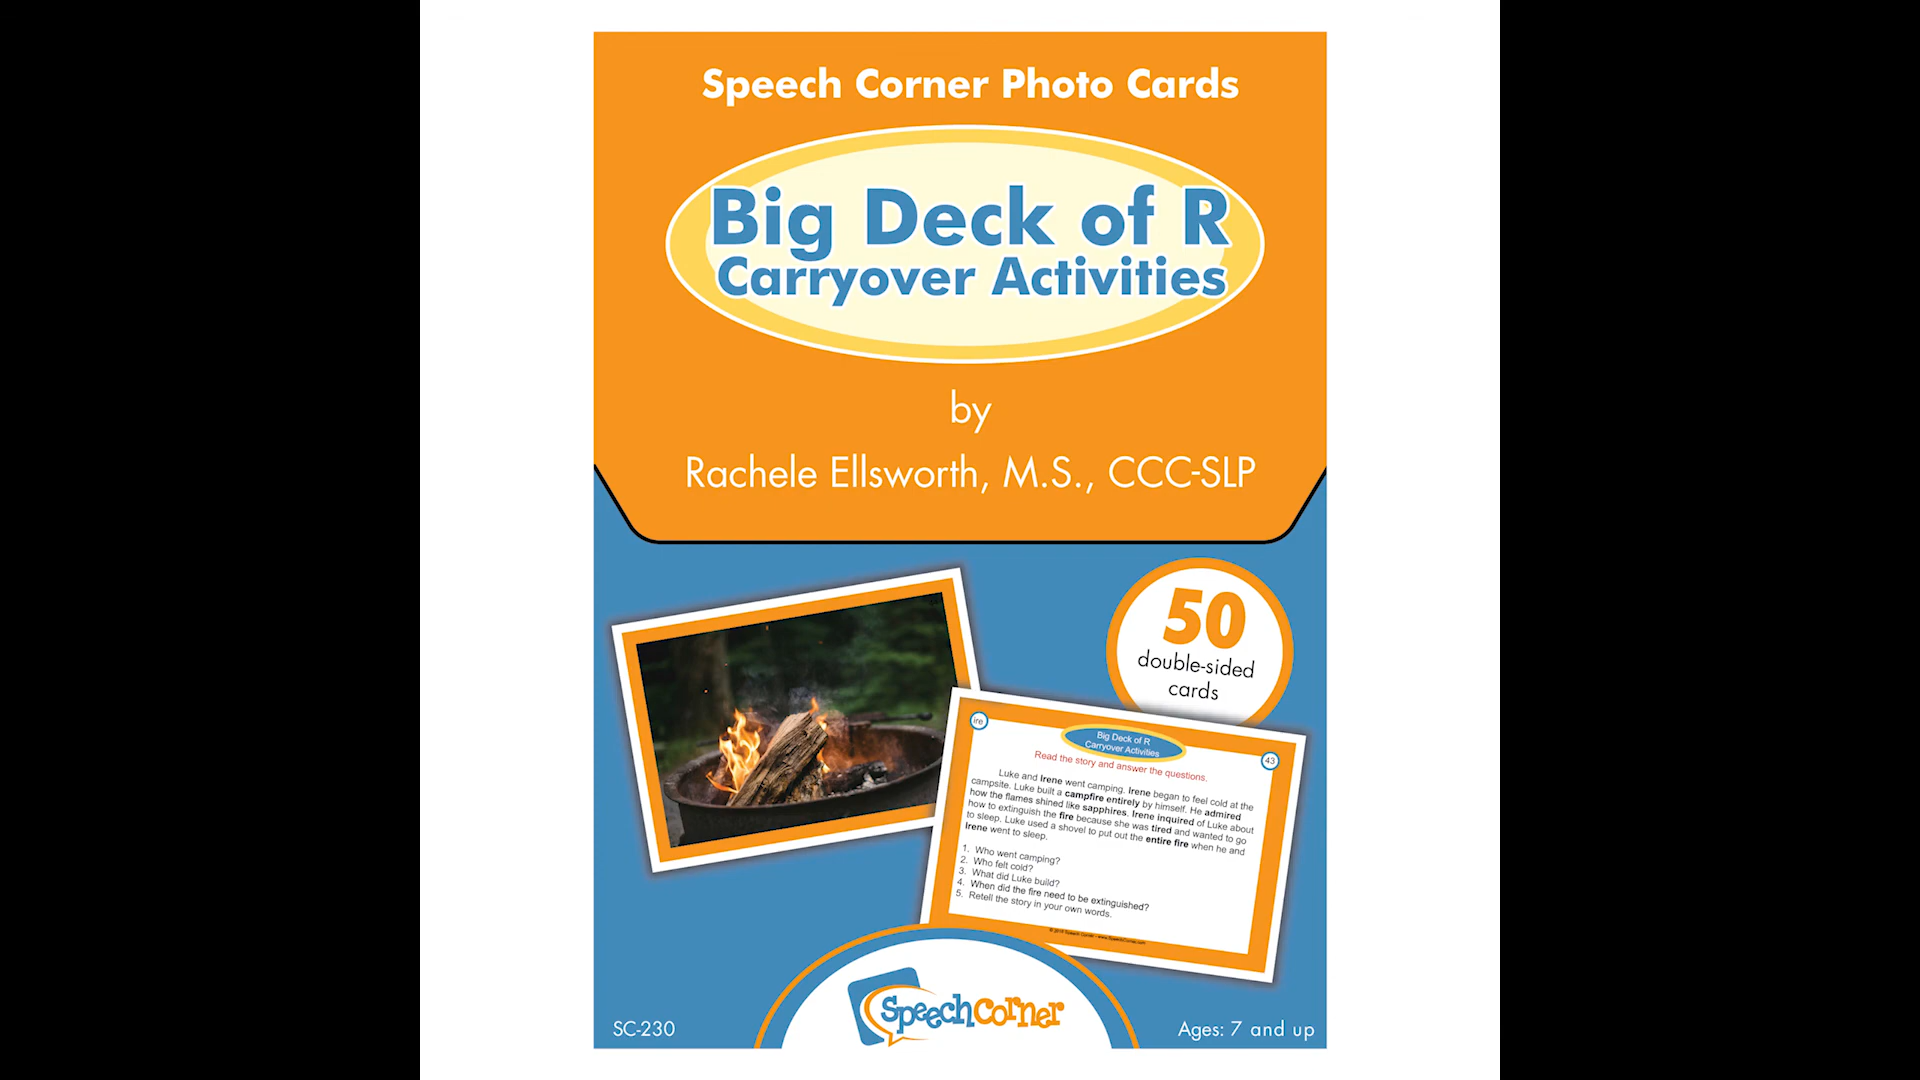 Speech Corner Photo Cards
Big Deck of R
Carryover Activities
by
Rachele Ellsworth, M.S., CCC-SLP
50
double-sided
cards
ire
Big Deck of R
Carryover Activities
43
Read the story and answer the questions.
Luke and Irene went camping. Irene began to feel cold at the
campsite. Luke built a campfire entirely by himself. He admired
how the flames shined like sapphires. Irene inquired of Luke about
how to extinguish the fire because she was tired and wanted to go
to sleep. Luke used a shovel to put out the entire fire when he and
Irene went to sleep.
1. Who went camping?
2. Who felt cold?
3. What did Luke build?
4. When did the fire need to be extinguished?
5. Retell the story in your own words.
SpeechCorner
SC-230
Ages: 7 and up